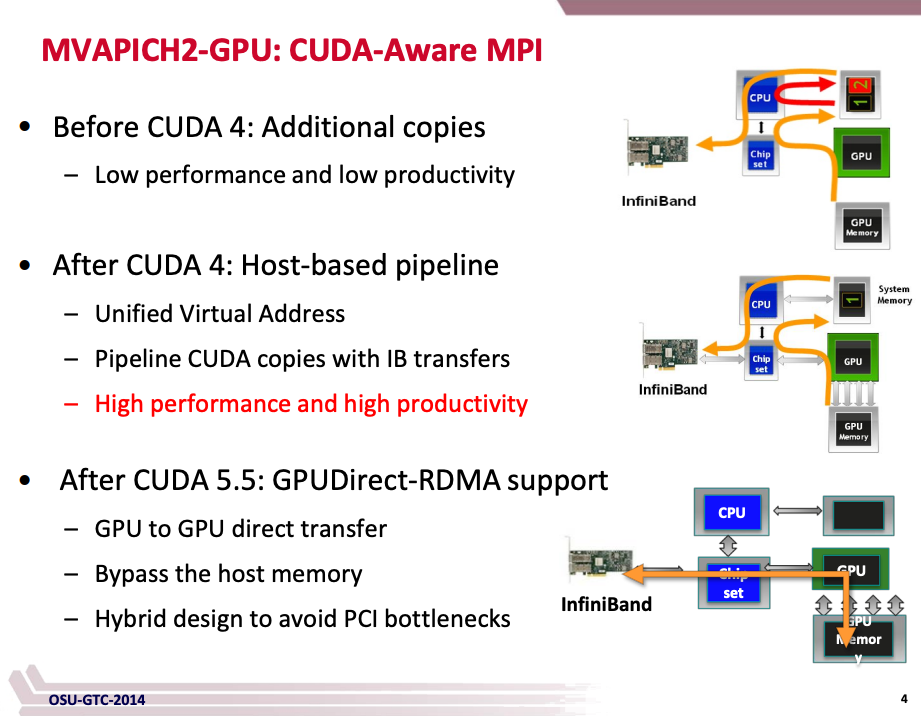 MVAPICH2-GPU: CUDA-Aware MPI
• Before CUDA 4: Additional copies
– Low performance and low productivity
• After CUDA 4: Host-based pipeline
– Unified Virtual Address
– Pipeline CUDA copies with IB transfers
– High performance and high productivity
• After CUDA 5.5: GPUDirect-RDMA support
– GPU to GPU direct transfer
– Bypass the host memory
– Hybrid design to avoid PCI bottlenecks
CPU
2
1
Chip
set
GPU
InfiniBand
GPU
Memory
CPU
1
System
Memory
Chip
set
GPU
InfiniBand
GPU
Memory
CPU
Chip
set
GPU
InfiniBand
GPU
Memor
y
OSU-GTC-2014
4